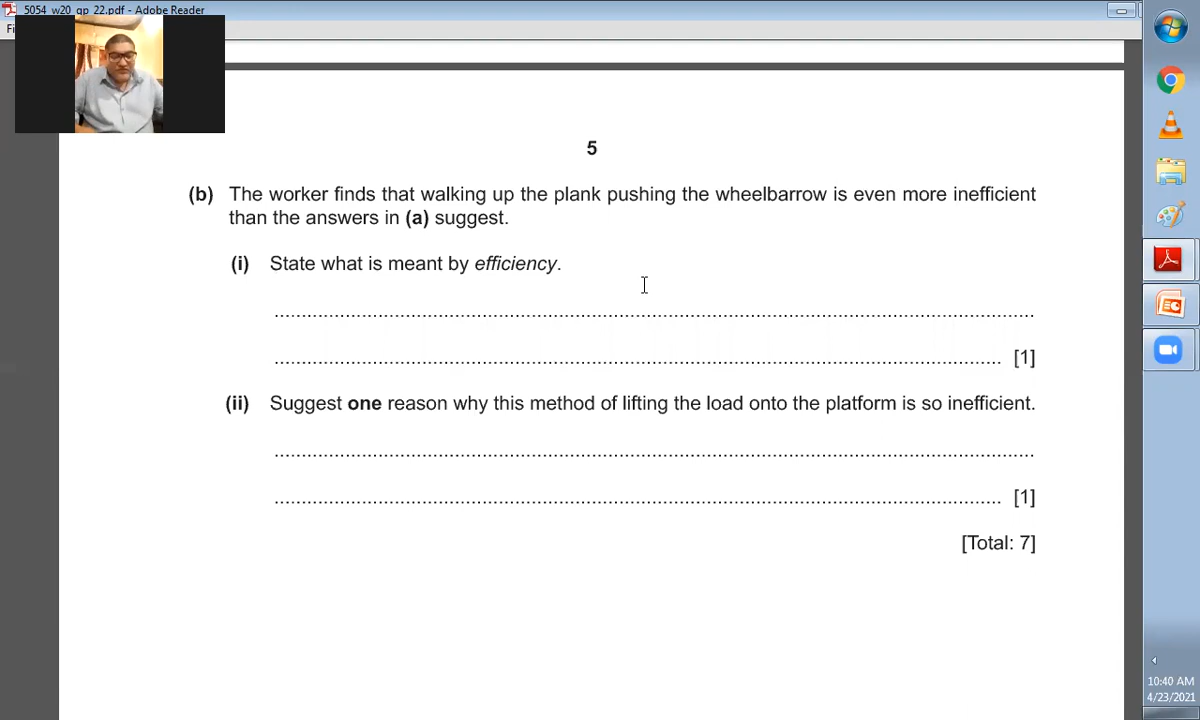 5054_w20_qp_22.pdf - Adobe Reader
Fi
5
(b) The worker finds that walking up the plank pushing the wheelbarrow is even more inefficient
than the answers in (a) suggest.
(i) State what is meant by efficiency.
[1]
(ii) Suggest one reason why this method of lifting the load onto the platform is so inefficient.
[1]
[Total: 7]
10:40 AM
4/23/2021